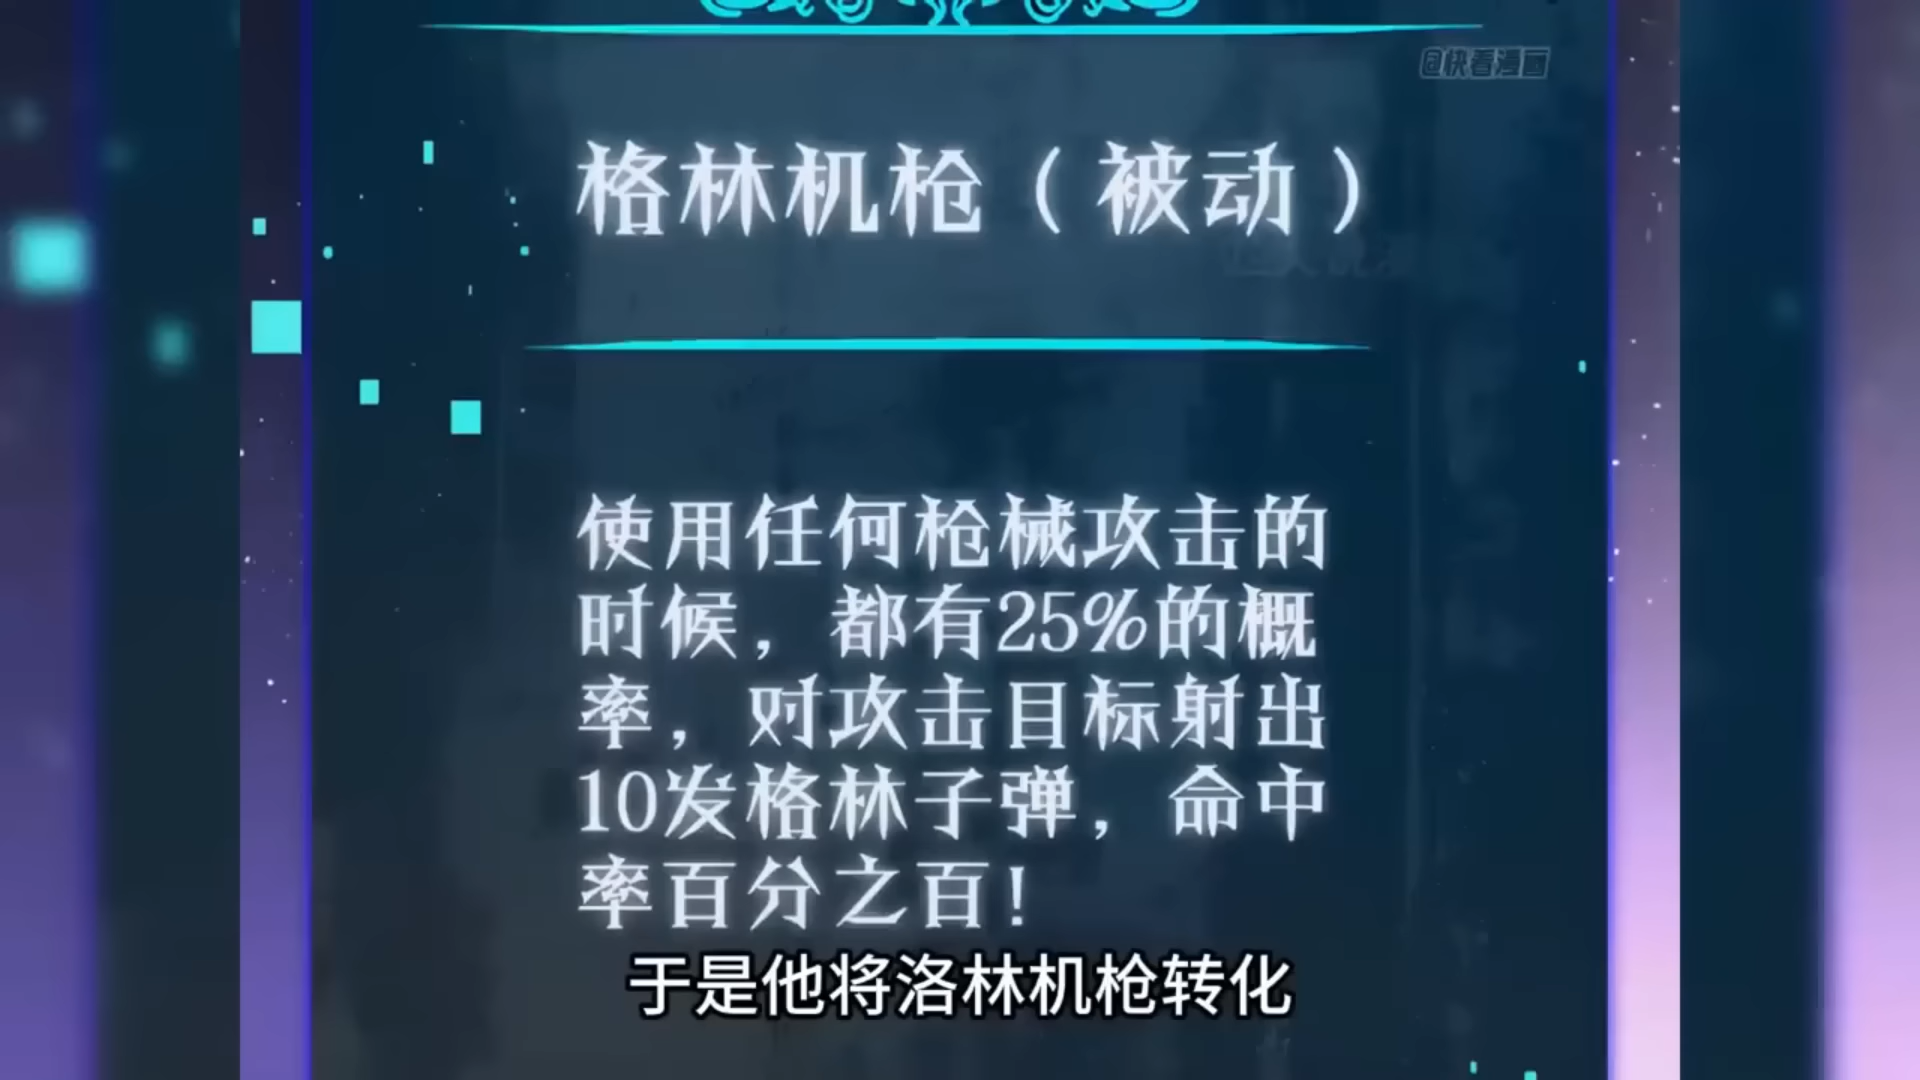 @快看漫画
格林机枪（被动）
使用任何枪械攻击的
时候，都有25%的概
率，对攻击目标射出
10发格林子弹，命中
率百分之百！
于是他将洛林机枪转化